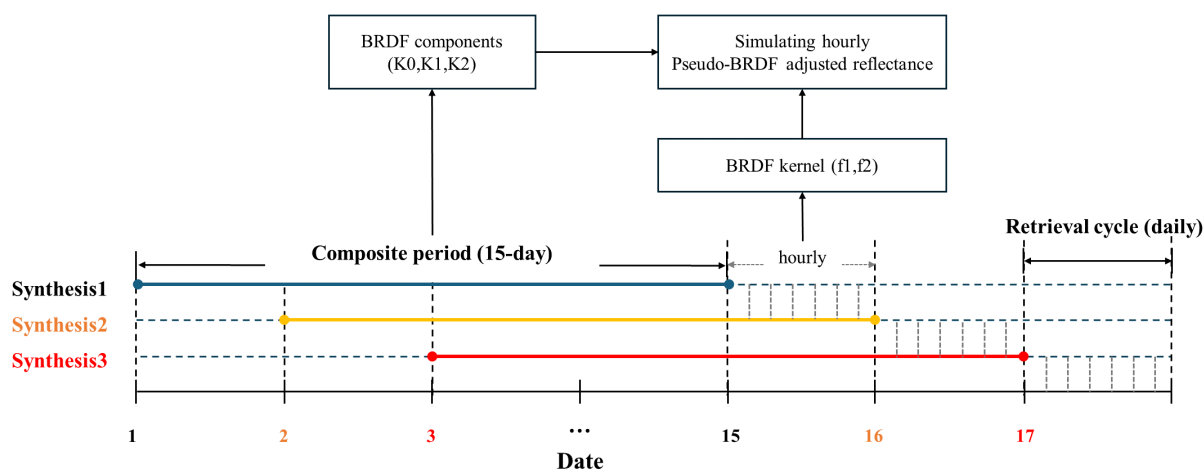 BRDF components
(K0,K1,K2)
Simulating hourly
Pseudo-BRDF adjusted reflectance
BRDF kernel (f1,f2)
Composite period (15-day)
hourly
Retrieval cycle (daily)
Synthesis1
Synthesis2
Synthesis3
1 2 3 ... 15 16 17
Date